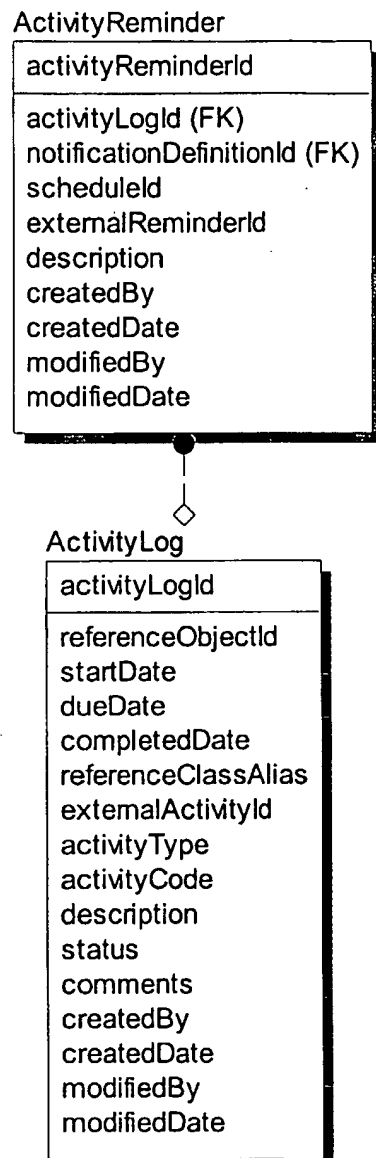 ActivityReminder
activityReminderId
activityLogId (FK)
notificationDefinitionId (FK)
scheduleId
externalReminderId
description
createdBy
createdDate
modifiedBy
modifiedDate
ActivityLog
activityLogId
referenceObjectId
startDate
dueDate
completedDate
referenceClassAlias
externalActivityId
activityType
activityCode
description
status
comments
createdBy
createdDate
modifiedBy
modifiedDate